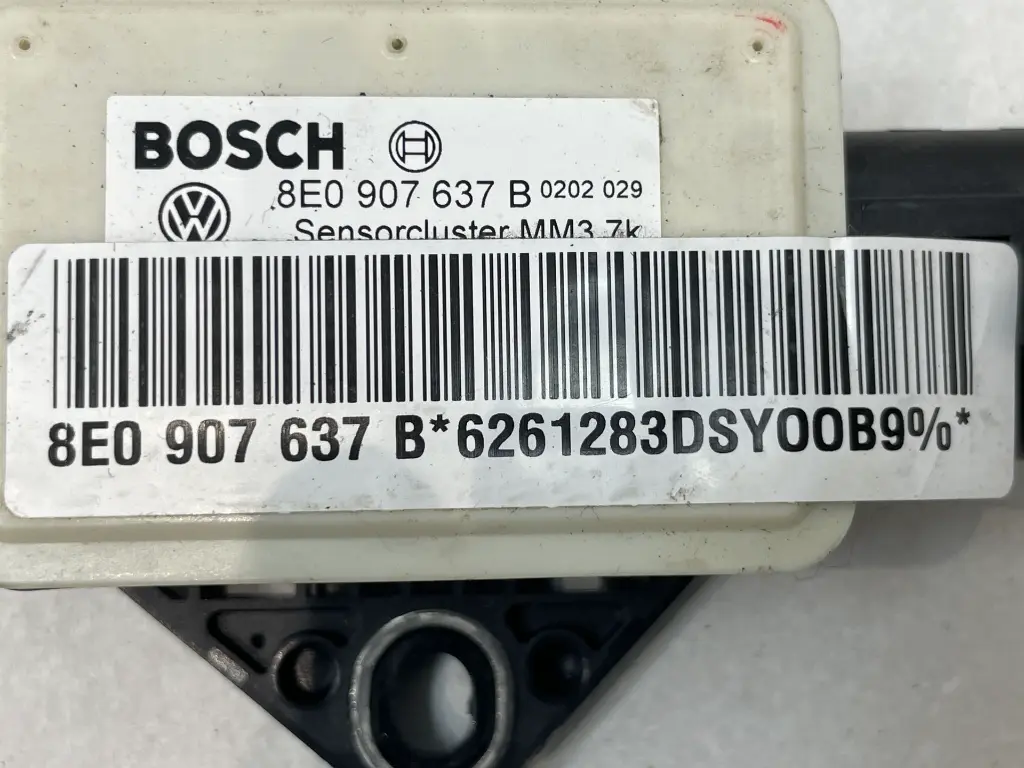 BOSCH
8E0 907 637 B 0202 029
Sensorcluster MM3.7k
8E0 907 637 B*6261283DSYOOB9%*